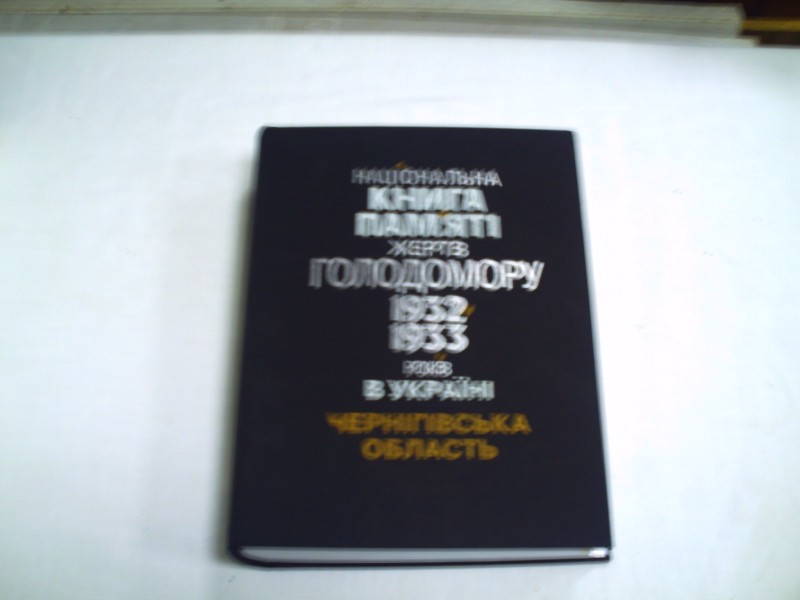 НАЦІОНАЛЬНА
КНИГА
ПАМ'ЯТІ
ЖЕРТВ
ГОЛОДОМОРУ
1932-
1933
РОКІВ
В УКРАЇНІ
ЧЕРНІГІВСЬКА
ОБЛАСТЬ